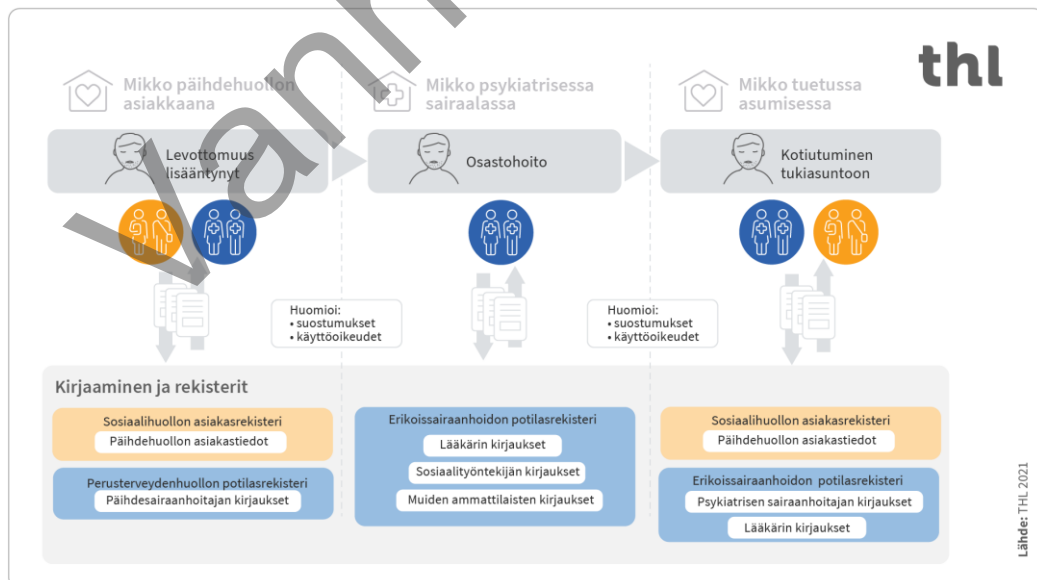 thl
Mikko päihdehuollon
asiakkaana
Mikko psykiatrisessa
sairaalassa
Mikko tuetussa
asumisessa
Levottomuus
lisääntynyt
Osastohoito
Kotiutuminen
tukiasuntoon
Huomioi:
• suostumukset
• käyttöoikeudet
Huomioi:
• suostumukset
• käyttöoikeudet
Kirjaaminen ja rekisterit
Sosiaalihuollon asiakasrekisteri
Päihdehuollon asiakastiedot
Perusterveydenhuollon potilasrekisteri
Päihdesairaanhoitajan kirjaukset
Erikoissairaanhoidon potilasrekisteri
Lääkärin kirjaukset
Sosiaalityöntekijän kirjaukset
Muiden ammattilaisten kirjaukset
Sosiaalihuollon asiakasrekisteri
Päihdehuollon asiakastiedot
Erikoissairaanhoidon potilasrekisteri
Psykiatrisen sairaanhoitajan kirjaukset
Lääkärin kirjaukset
Lähde: THL 2021